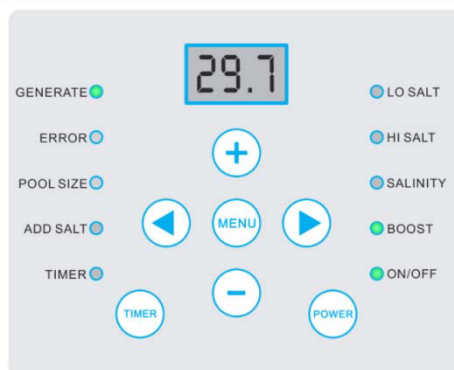 29.7
GENERATE
LO SALT
ERROR
HI SALT
POOL SIZE
SALINITY
ADD SALT
MENU
BOOST
TIMER
ON/OFF
TIMER
POWER